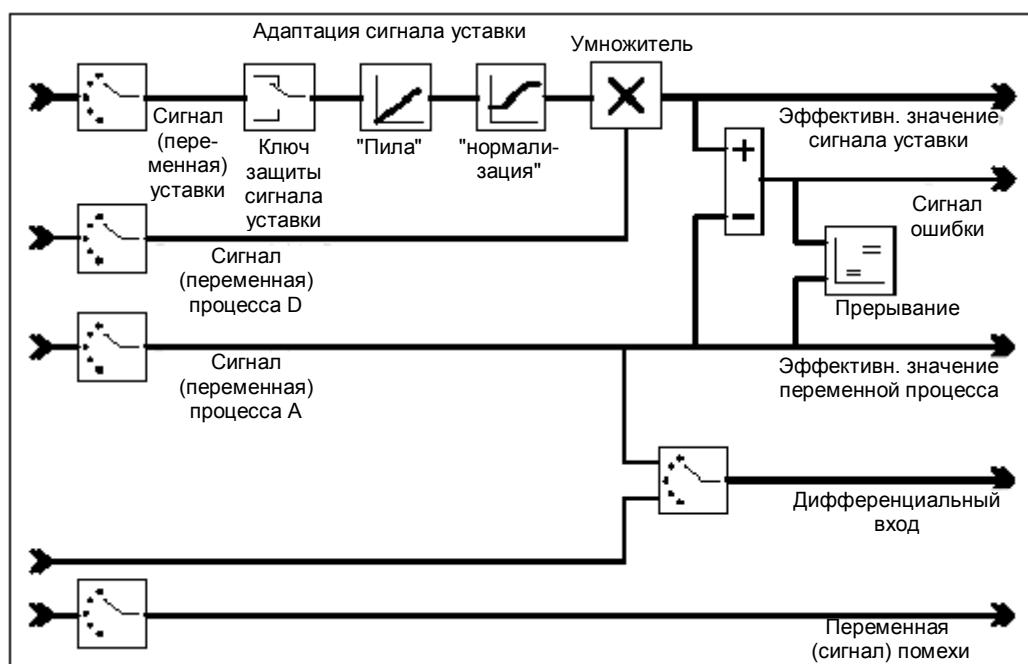 Адаптация сигнала уставки
Умножитель
Сигнал
(пере-
менная)
уставки
Ключ
защиты
сигнала
уставки
"Пила"
"нормали-
зация"
Эффективн. значение
сигнала уставки
Сигнал
ошибки
Сигнал
(переменная)
процесса D
Прерывание
Сигнал
(переменная)
процесса A
Эффективн. значение
переменной процесса
Дифференциальный
вход
Переменная
(сигнал) помехи